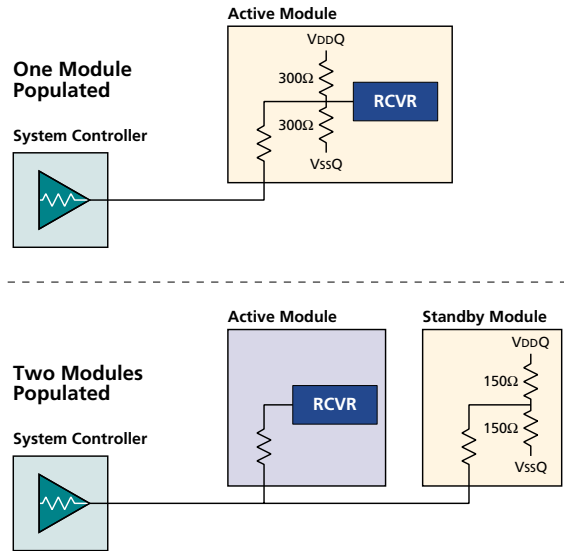 Active Module
VDDQ
One Module
Populated
300Ω
RCVR
300Ω
System Controller
VssQ
Active Module
Standby Module
VDDQ
Two Modules
Populated
150Ω
RCVR
150Ω
System Controller
VssQ